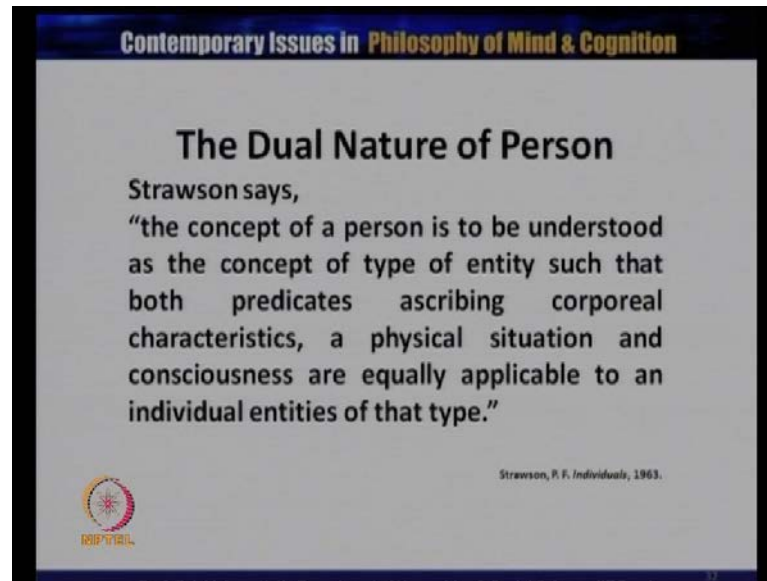 Contemporary Issues in Philosophy of Mind & Cognition
The Dual Nature of Person
Strawson says,
“the concept of a person is to be understood
as the concept of type of entity such that
both predicates ascribing corporeal
characteristics, a physical situation and
consciousness are equally applicable to an
individual entities of that type.”
Strawson, P. F. Individuals, 1963.
NPTEL